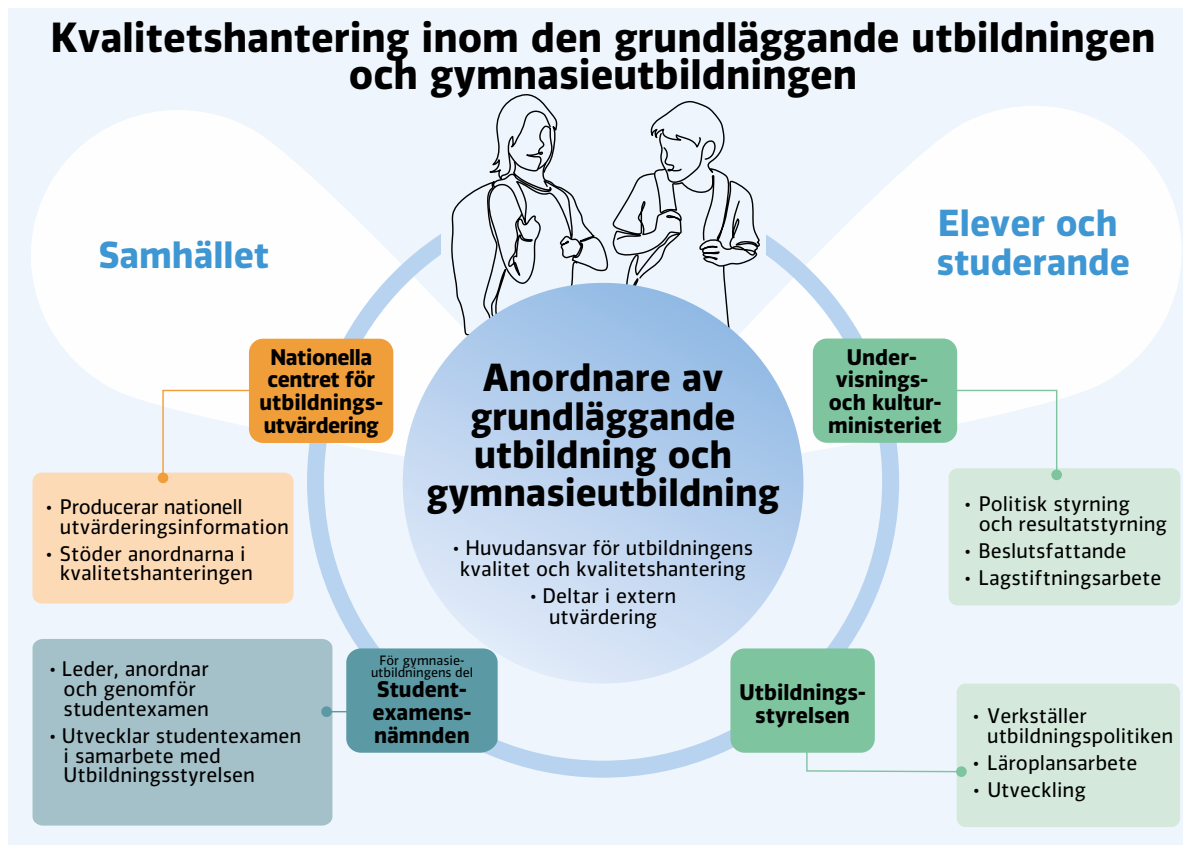 Kvalitetshantering inom den grundläggande utbildningen
och gymnasieutbildningen
Samhället
Elever och
studerande
Nationella
centret för
utbildnings-
utvärdering
• Producerar nationell
utvärderingsinformation
• Stöder anordnarna i
kvalitetshanteringen
Anordnare av
grundläggande
utbildning och
gymnasieutbildning
• Huvudansvar för utbildningens
kvalitet och kvalitetshantering
• Deltar i extern
utvärdering
Under-
visnings-
och kultur-
ministeriet
• Politisk styrning
och resultatstyrning
• Beslutsfattande
• Lagstiftningsarbete
• Leder, anordnar
och genomför
studentexamen
• Utvecklar studentexamen
i samarbete med
Utbildningsstyrelsen
För gymnasie-
utbildningens del
Student-
examens-
nämnden
Utbildnings-
styrelsen
• Verkställer
utbildningspolitiken
• Läroplansarbete
• Utveckling